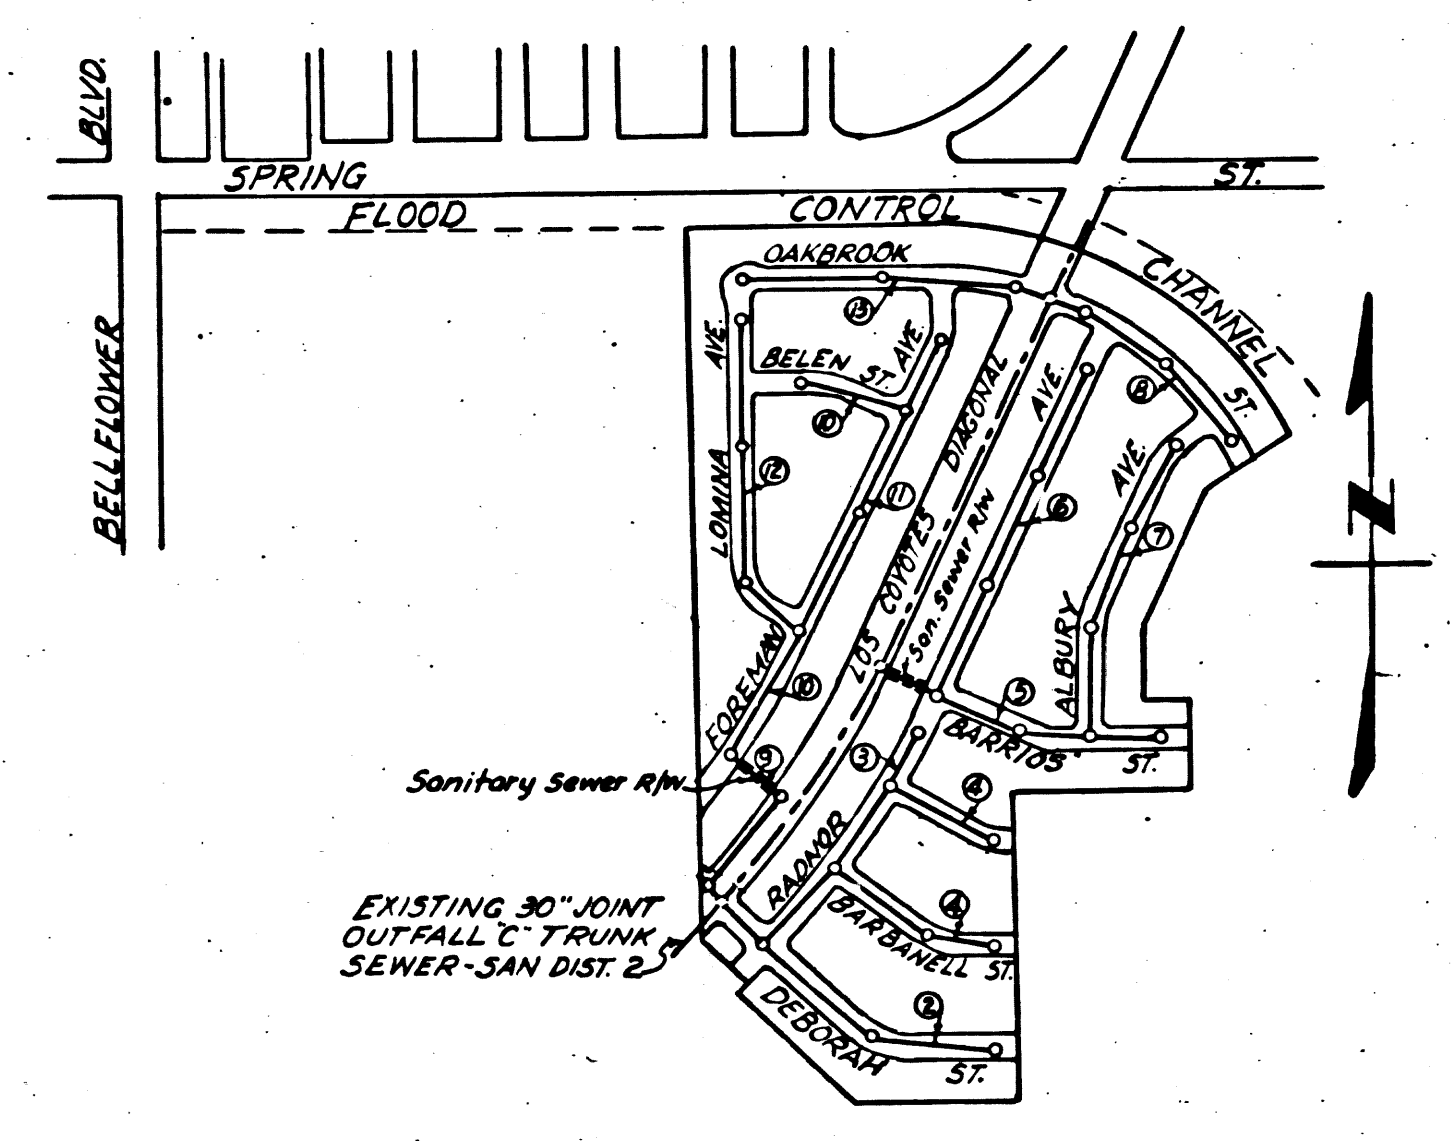 BLVD.
SPRING
ST.
FLOOD
CONTROL
CHANNEL
OAKBROOK
ST.
13
AVE.
BELEN
ST.
AVE.
8
DIAGONAL
AVE.
10
BELLFLOWER
AVE.
12
LOMINA
11
6
7
N
COYOTES
San. Sewer R/W
LOS
ALBURY
FOREMAN
10
5
BARRIOS
ST.
9
3
Sanitary Sewer R/W
4
RADNOR
EXISTING 30" JOINT
OUTFALL "C" TRUNK
SEWER-SAN DIST. 2
4
BARBANELL
ST.
2
DEBORAH
ST.